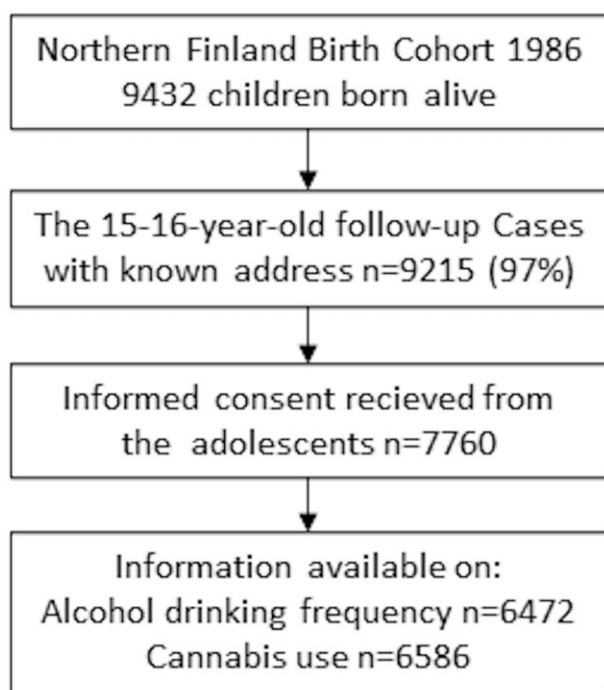 Northern Finland Birth Cohort 1986
9432 children born alive
The 15-16-year-old follow-up Cases
with known address n=9215 (97%)
Informed consent recieved from
the adolescents n=7760
Information available on:
Alcohol drinking frequency n=6472
Cannabis use n=6586